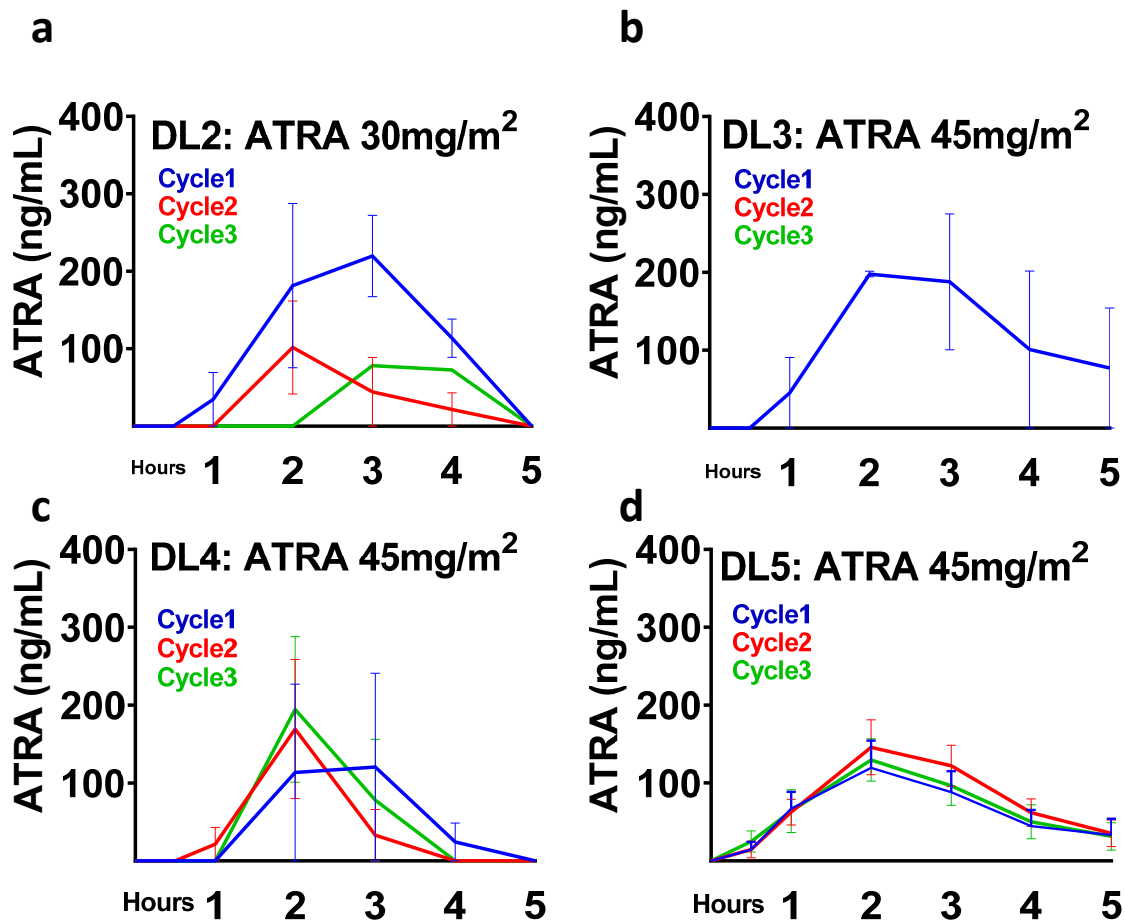 a
ATRA (ng/mL)
400
300
200
100
DL2: ATRA 30mg/m²
Cycle1
Cycle2
Cycle3
Hours 1 2 3 4 5
b
ATRA (ng/mL)
400
300
200
100
DL3: ATRA 45mg/m²
Cycle1
Cycle2
Cycle3
Hours 1 2 3 4 5
c
ATRA (ng/mL)
400
300
200
100
DL4: ATRA 45mg/m²
Cycle1
Cycle2
Cycle3
Hours 1 2 3 4 5
d
ATRA (ng/mL)
400
300
200
100
DL5: ATRA 45mg/m²
Cycle1
Cycle2
Cycle3
Hours 1 2 3 4 5